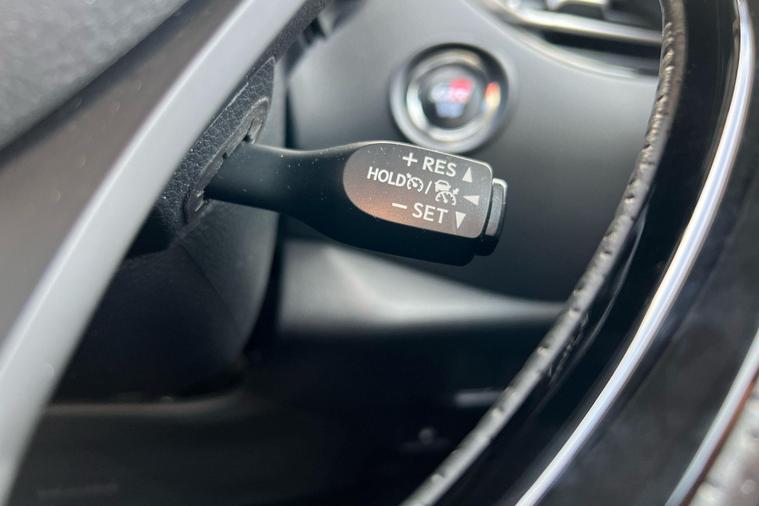 + RES ▲
HOLD / ◀
− SET ▼